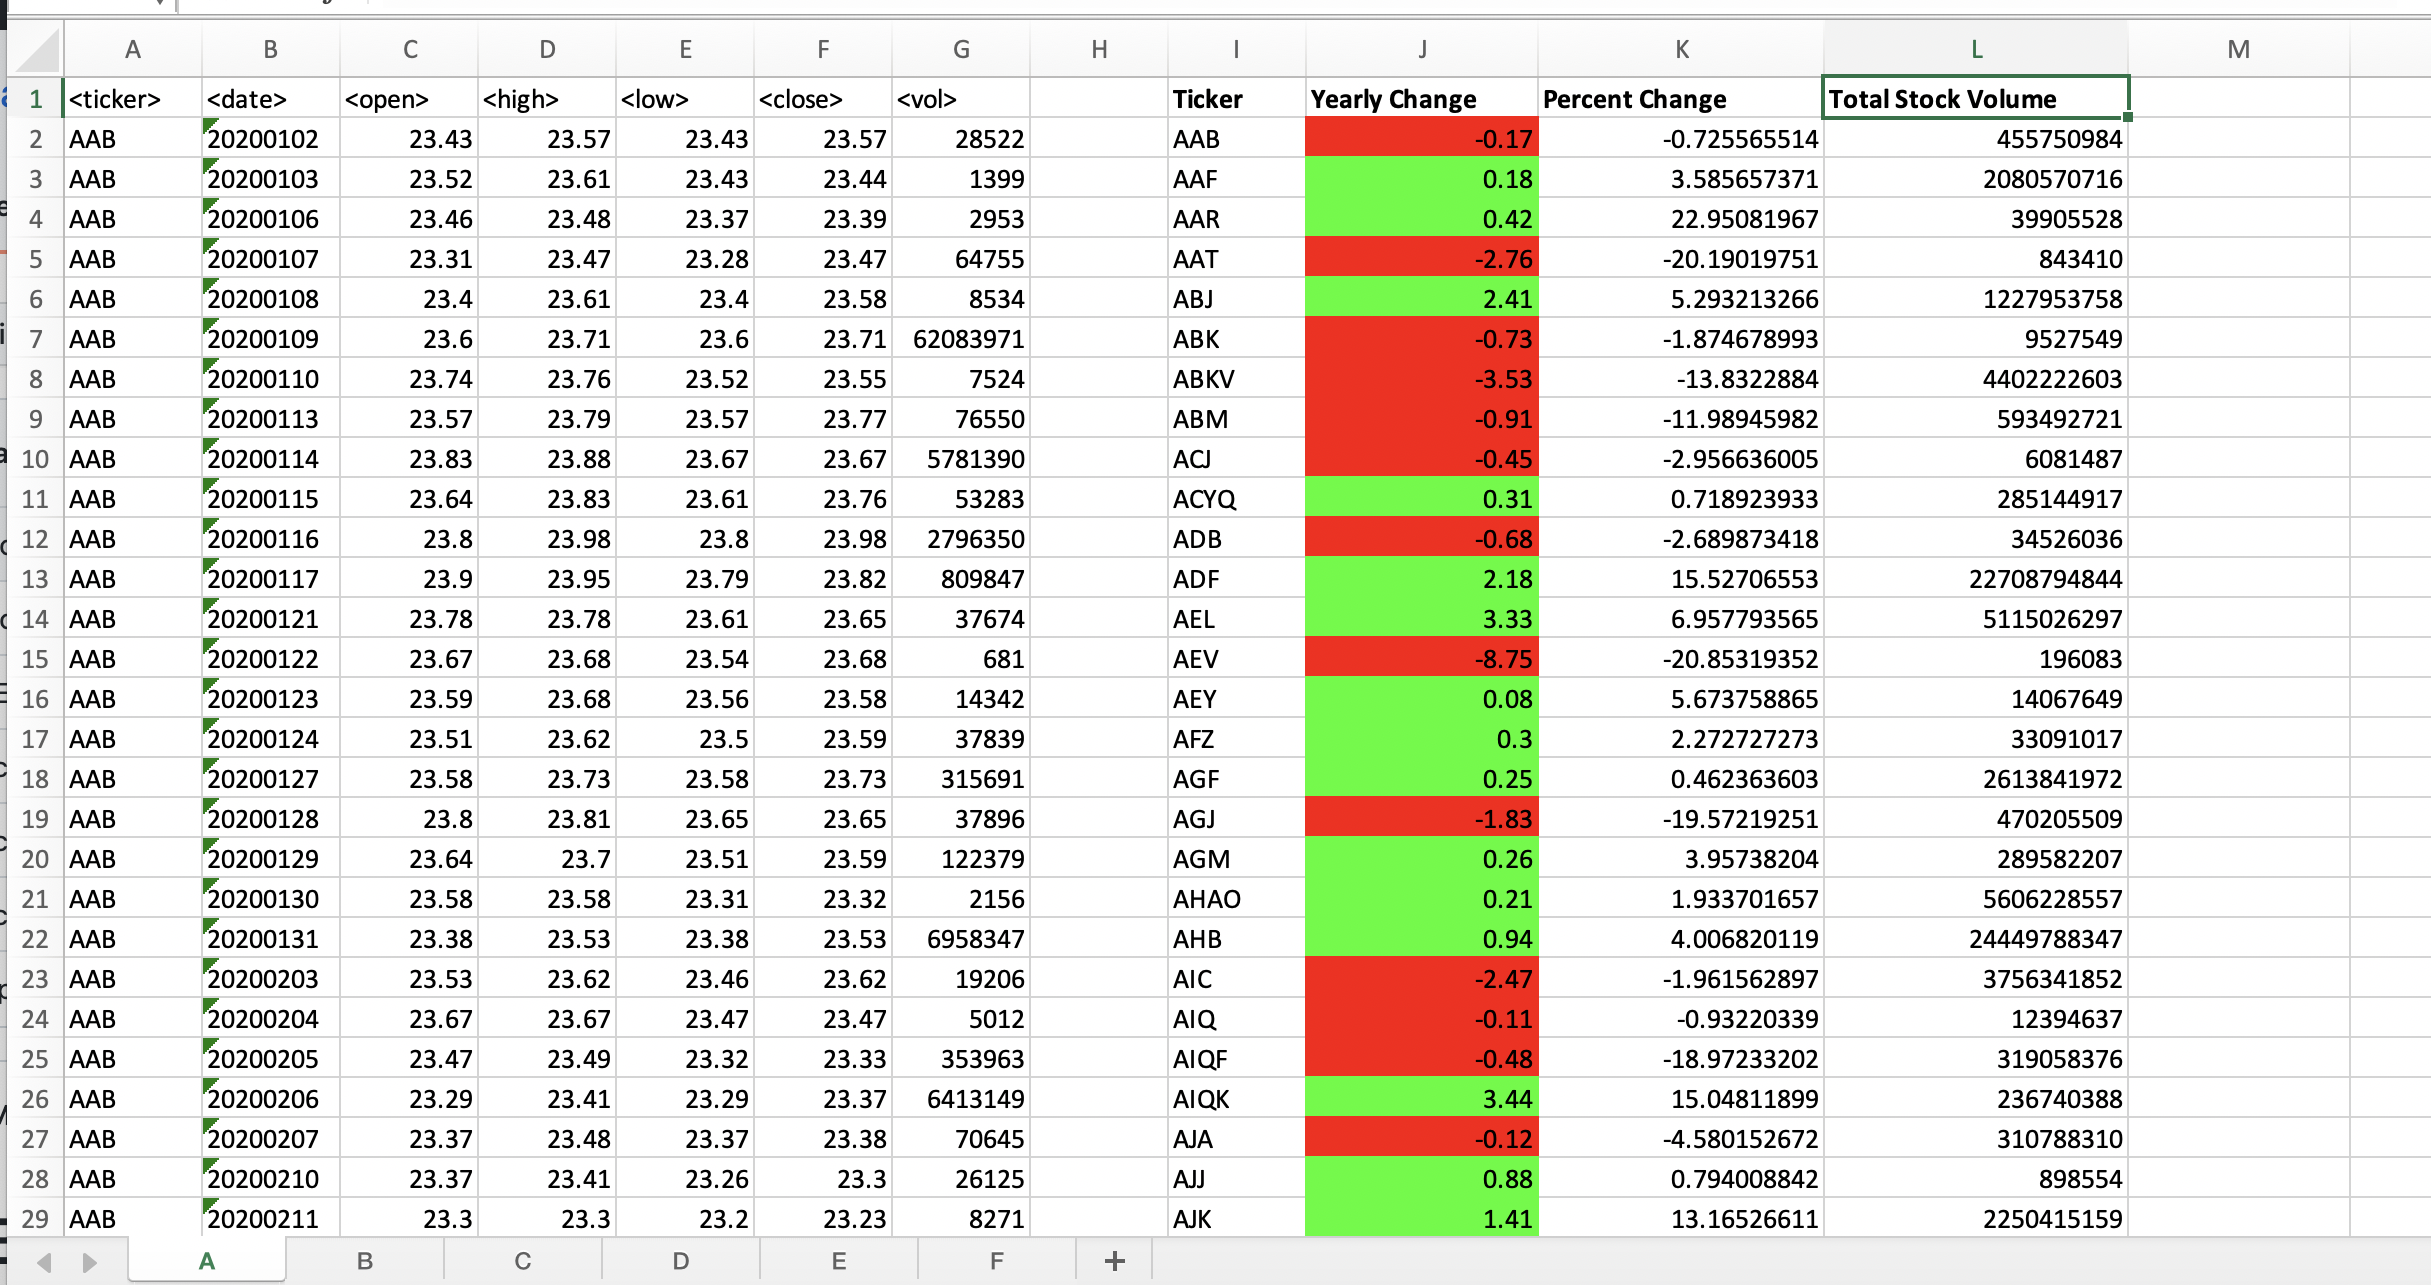 A B C D E F G H I J K L M
1 <ticker> <date> <open> <high> <low> <close> <vol> Ticker Yearly Change Percent Change Total Stock Volume
2 AAB 20200102 23.43 23.57 23.43 23.57 28522 AAB -0.17 -0.725565514 455750984
3 AAB 20200103 23.52 23.61 23.43 23.44 1399 AAF 0.18 3.585657371 2080570716
4 AAB 20200106 23.46 23.48 23.37 23.39 2953 AAR 0.42 22.95081967 39905528
5 AAB 20200107 23.31 23.47 23.28 23.47 64755 AAT -2.76 -20.19019751 843410
6 AAB 20200108 23.4 23.61 23.4 23.58 8534 ABJ 2.41 5.293213266 1227953758
7 AAB 20200109 23.6 23.71 23.6 23.71 62083971 ABK -0.73 -1.874678993 9527549
8 AAB 20200110 23.74 23.76 23.52 23.55 7524 ABKV -3.53 -13.8322884 4402222603
9 AAB 20200113 23.57 23.79 23.57 23.77 76550 ABM -0.91 -11.98945982 593492721
10 AAB 20200114 23.83 23.88 23.67 23.67 5781390 ACJ -0.45 -2.956636005 6081487
11 AAB 20200115 23.64 23.83 23.61 23.76 53283 ACYQ 0.31 0.718923933 285144917
12 AAB 20200116 23.8 23.98 23.8 23.98 2796350 ADB -0.68 -2.689873418 34526036
13 AAB 20200117 23.9 23.95 23.79 23.82 809847 ADF 2.18 15.52706553 22708794844
14 AAB 20200121 23.78 23.78 23.61 23.65 37674 AEL 3.33 6.957793565 5115026297
15 AAB 20200122 23.67 23.68 23.54 23.68 681 AEV -8.75 -20.85319352 196083
16 AAB 20200123 23.59 23.68 23.56 23.58 14342 AEY 0.08 5.673758865 14067649
17 AAB 20200124 23.51 23.62 23.5 23.59 37839 AFZ 0.3 2.272727273 33091017
18 AAB 20200127 23.58 23.73 23.58 23.73 315691 AGF 0.25 0.462363603 2613841972
19 AAB 20200128 23.8 23.81 23.65 23.65 37896 AGJ -1.83 -19.57219251 470205509
20 AAB 20200129 23.64 23.7 23.51 23.59 122379 AGM 0.26 3.95738204 289582207
21 AAB 20200130 23.58 23.58 23.31 23.32 2156 AHAO 0.21 1.933701657 5606228557
22 AAB 20200131 23.38 23.53 23.38 23.53 6958347 AHB 0.94 4.006820119 24449788347
23 AAB 20200203 23.53 23.62 23.46 23.62 19206 AIC -2.47 -1.961562897 3756341852
24 AAB 20200204 23.67 23.67 23.47 23.47 5012 AIQ -0.11 -0.93220339 12394637
25 AAB 20200205 23.47 23.49 23.32 23.33 353963 AIQF -0.48 -18.97233202 319058376
26 AAB 20200206 23.29 23.41 23.29 23.37 6413149 AIQK 3.44 15.04811899 236740388
27 AAB 20200207 23.37 23.48 23.37 23.38 70645 AJA -0.12 -4.580152672 310788310
28 AAB 20200210 23.37 23.41 23.26 23.3 26125 AJJ 0.88 0.794008842 898554
29 AAB 20200211 23.3 23.3 23.2 23.23 8271 AJK 1.41 13.16526611 2250415159
A B C D E F +